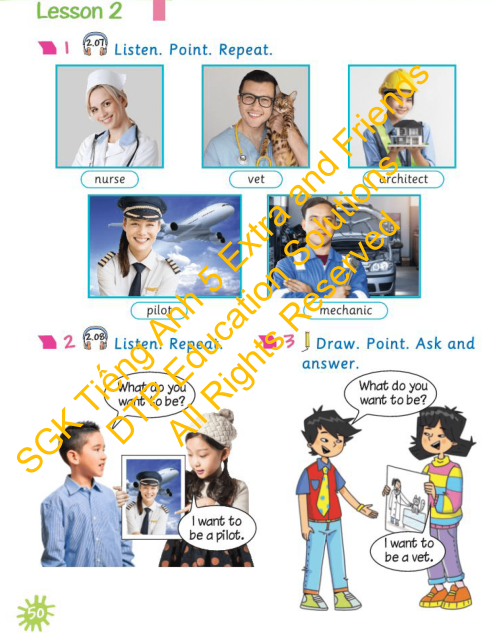 Lesson 2
1 2.07 Listen. Point. Repeat.
nurse
vet
architect
pilot
mechanic
2 2.08 Listen. Repeat.
What do you
want to be?
I want to
be a pilot.
3 Draw. Point. Ask and
answer.
What do you
want to be?
I want to
be a vet.
SGK Tiếng Anh 5 Extra and Friends
DTP Education Solutions
All Rights Reserved
50